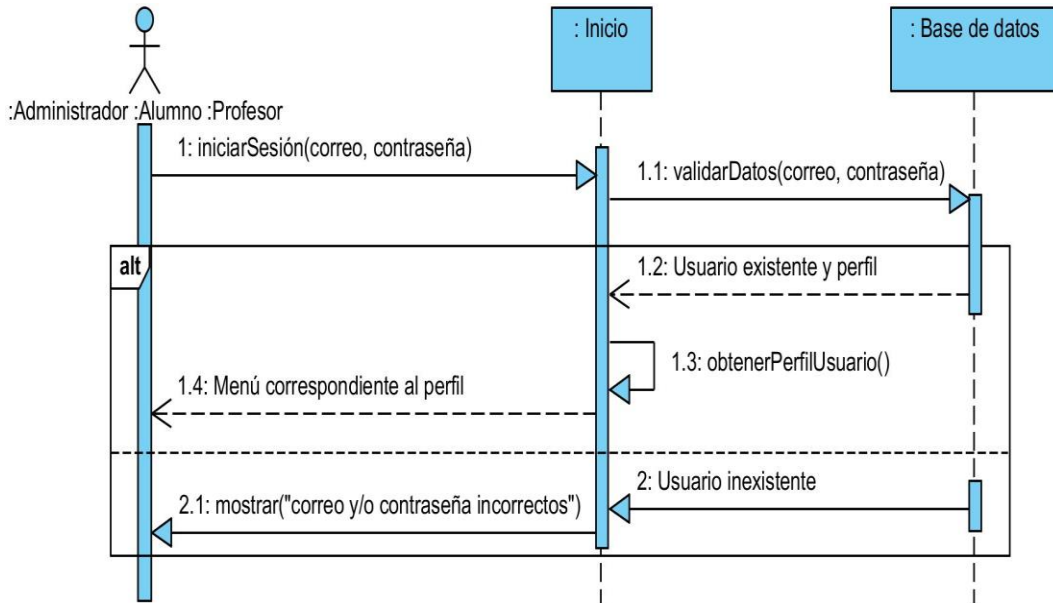 : Inicio
: Base de datos
:Administrador :Alumno :Profesor
1: iniciarSesión(correo, contraseña)
1.1: validarDatos(correo, contraseña)
alt
1.2: Usuario existente y perfil
1.3: obtenerPerfilUsuario()
1.4: Menú correspondiente al perfil
2: Usuario inexistente
2.1: mostrar("correo y/o contraseña incorrectos")